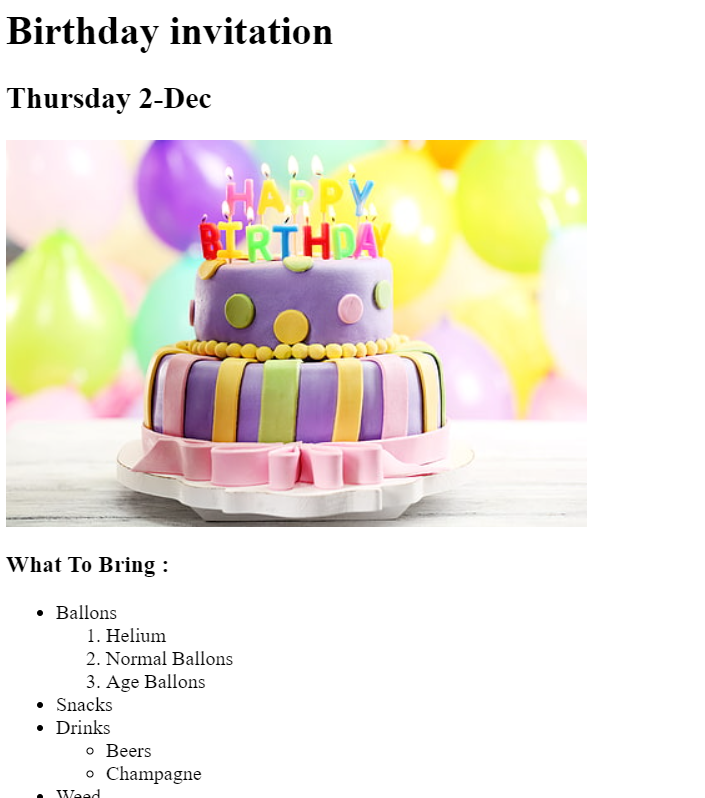 Birthday invitation
Thursday 2-Dec
HAPPY
BIRTHDAY
What To Bring :
• Ballons
1. Helium
2. Normal Ballons
3. Age Ballons
• Snacks
• Drinks
○ Beers
○ Champagne
• Weed